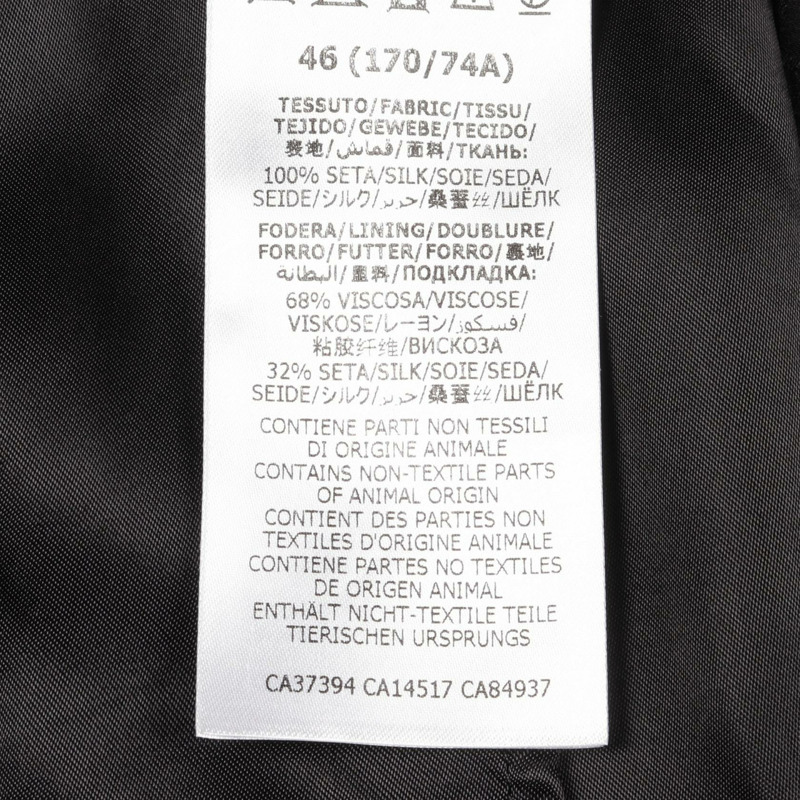 46 (170/74A)
TESSUTO/FABRIC/TISSU/
TEJIDO/GEWEBE/TECIDO/
表地/قماش/面料/ТКАНЬ:
100% SETA/SILK/SOIE/SEDA/
SEIDE/シルク/حرير/桑蚕丝/ШЁЛК
FODERA/LINING/DOUBLURE/
FORRO/FUTTER/FORRO/裏地/
البطانة/里料/ПОДКЛАДКА:
68% VISCOSA/VISCOSE/
VISKOSE/レーヨン/فسكوز/
粘胶纤维/ВИСКОЗА
32% SETA/SILK/SOIE/SEDA/
SEIDE/シルク/حرير/桑蚕丝/ШЁЛК
CONTIENE PARTI NON TESSILI
DI ORIGINE ANIMALE
CONTAINS NON-TEXTILE PARTS
OF ANIMAL ORIGIN
CONTIENT DES PARTIES NON
TEXTILES D'ORIGINE ANIMALE
CONTIENE PARTES NO TEXTILES
DE ORIGEN ANIMAL
ENTHÄLT NICHT-TEXTILE TEILE
TIERISCHEN URSPRUNGS
CA37394 CA14517 CA84937